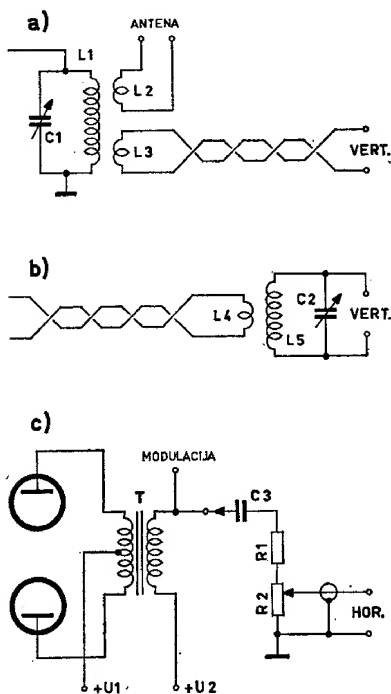 a)
ANTENA
L1
L2
C1
L3
VERT.
b)
C2
L4
L5
VERT.
c)
MODULACIJA
T
C3
R1
R2
HOR.
+U1
+U2